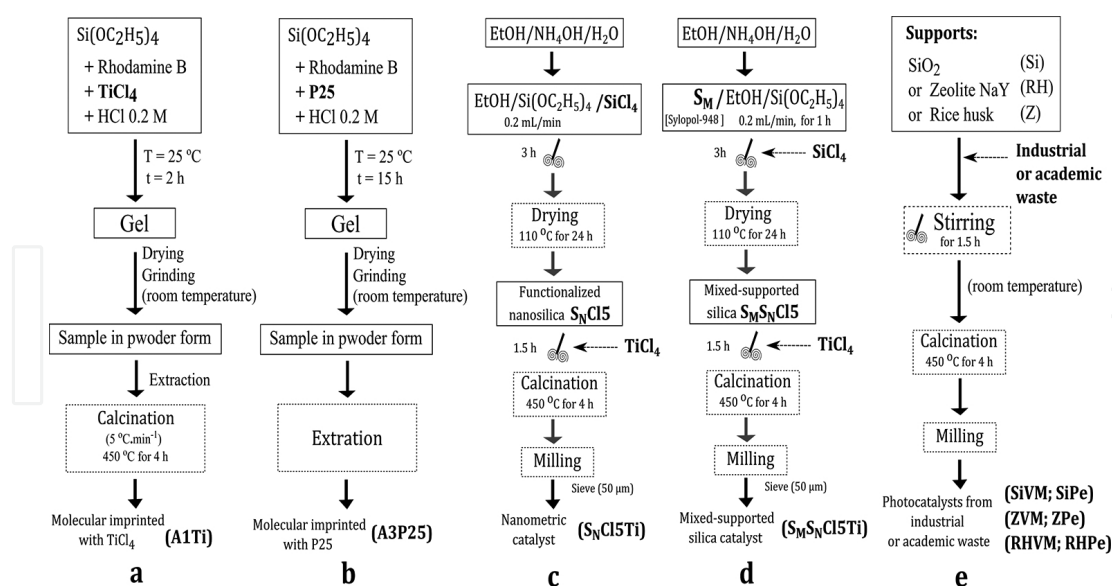 Si(OC2H5)4
+ Rhodamine B
+ TiCl4
+ HCl 0.2 M
T = 25 °C
t = 2 h
Gel
Drying
Grinding
(room temperature)
Sample in pwoder form
Extraction
Calcination
(5 °C.min-1)
450 °C for 4 h
Molecular imprinted
with TiCl4
(A1Ti)
a
Si(OC2H5)4
+ Rhodamine B
+ P25
+ HCl 0.2 M
T = 25 °C
t = 15 h
Gel
Drying
Grinding
(room temperature)
Sample in pwoder form
Extration
Molecular imprinted
with P25
(A3P25)
b
EtOH/NH4OH/H2O
EtOH/Si(OC2H5)4 /SiCl4
0.2 mL/min
3 h
Drying
110 °C for 24 h
Functionalized
nanosilica SNCl5
1.5 h
TiCl4
Calcination
450 °C for 4 h
Milling
Sieve (50 μm)
Nanometric
catalyst
(SNCl5Ti)
c
EtOH/NH4OH/H2O
SM/EtOH/Si(OC2H5)4
[Sylopol-948] 0.2 mL/min, for 1 h
3h
SiCl4
Drying
110 °C for 24 h
Mixed-supported
silica SMSNCl5
1.5 h
TiCl4
Calcination
450 °C for 4 h
Milling
Sieve (50 μm)
Mixed-supported
silica catalyst
(SMSNCl5Ti)
d
Supports:
SiO2 (Si)
or Zeolite NaY (RH)
or Rice husk (Z)
Industrial
or academic
waste
Stirring
for 1.5 h
(room temperature)
Calcination
450 °C for 4 h
Milling
Photocatalysts from
industrial
or academic waste
(SiVM; SiPe)
(ZVM; ZPe)
(RHVM; RHPe)
e